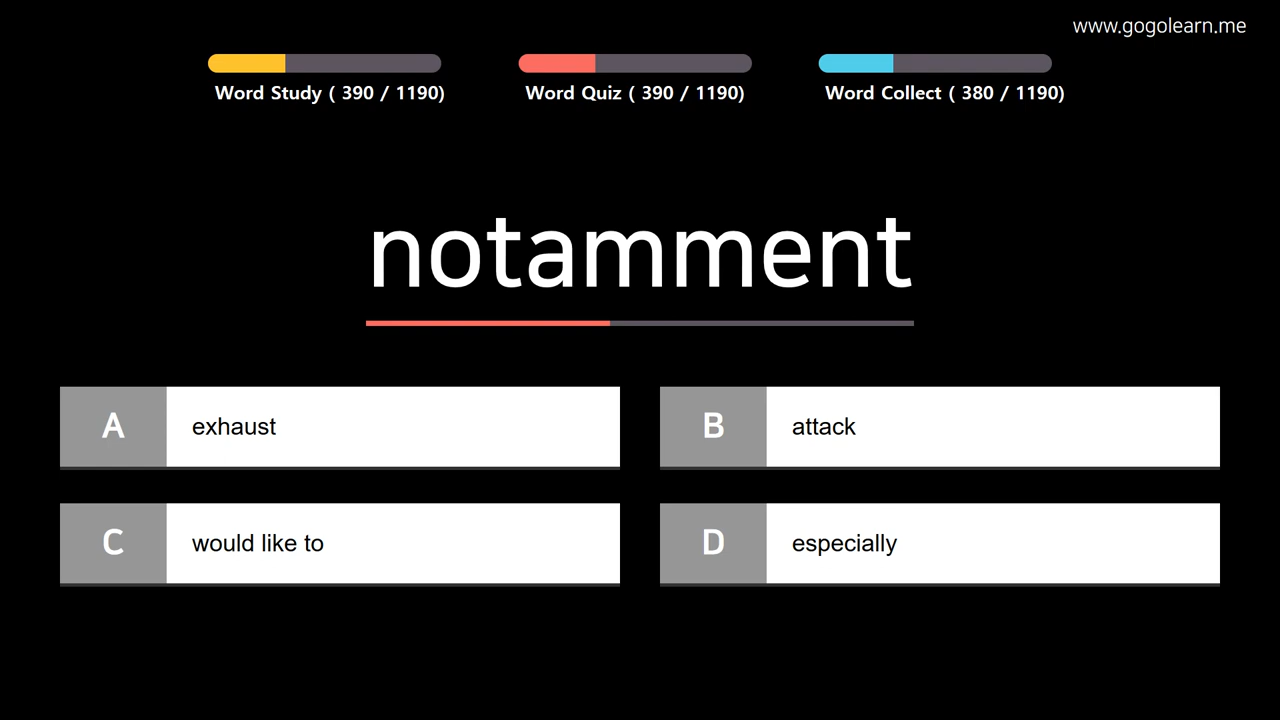 www.gogolearn.me
Word Study ( 390 / 1190)
Word Quiz ( 390 / 1190)
Word Collect ( 380 / 1190)
notamment
A exhaust
B attack
C would like to
D especially